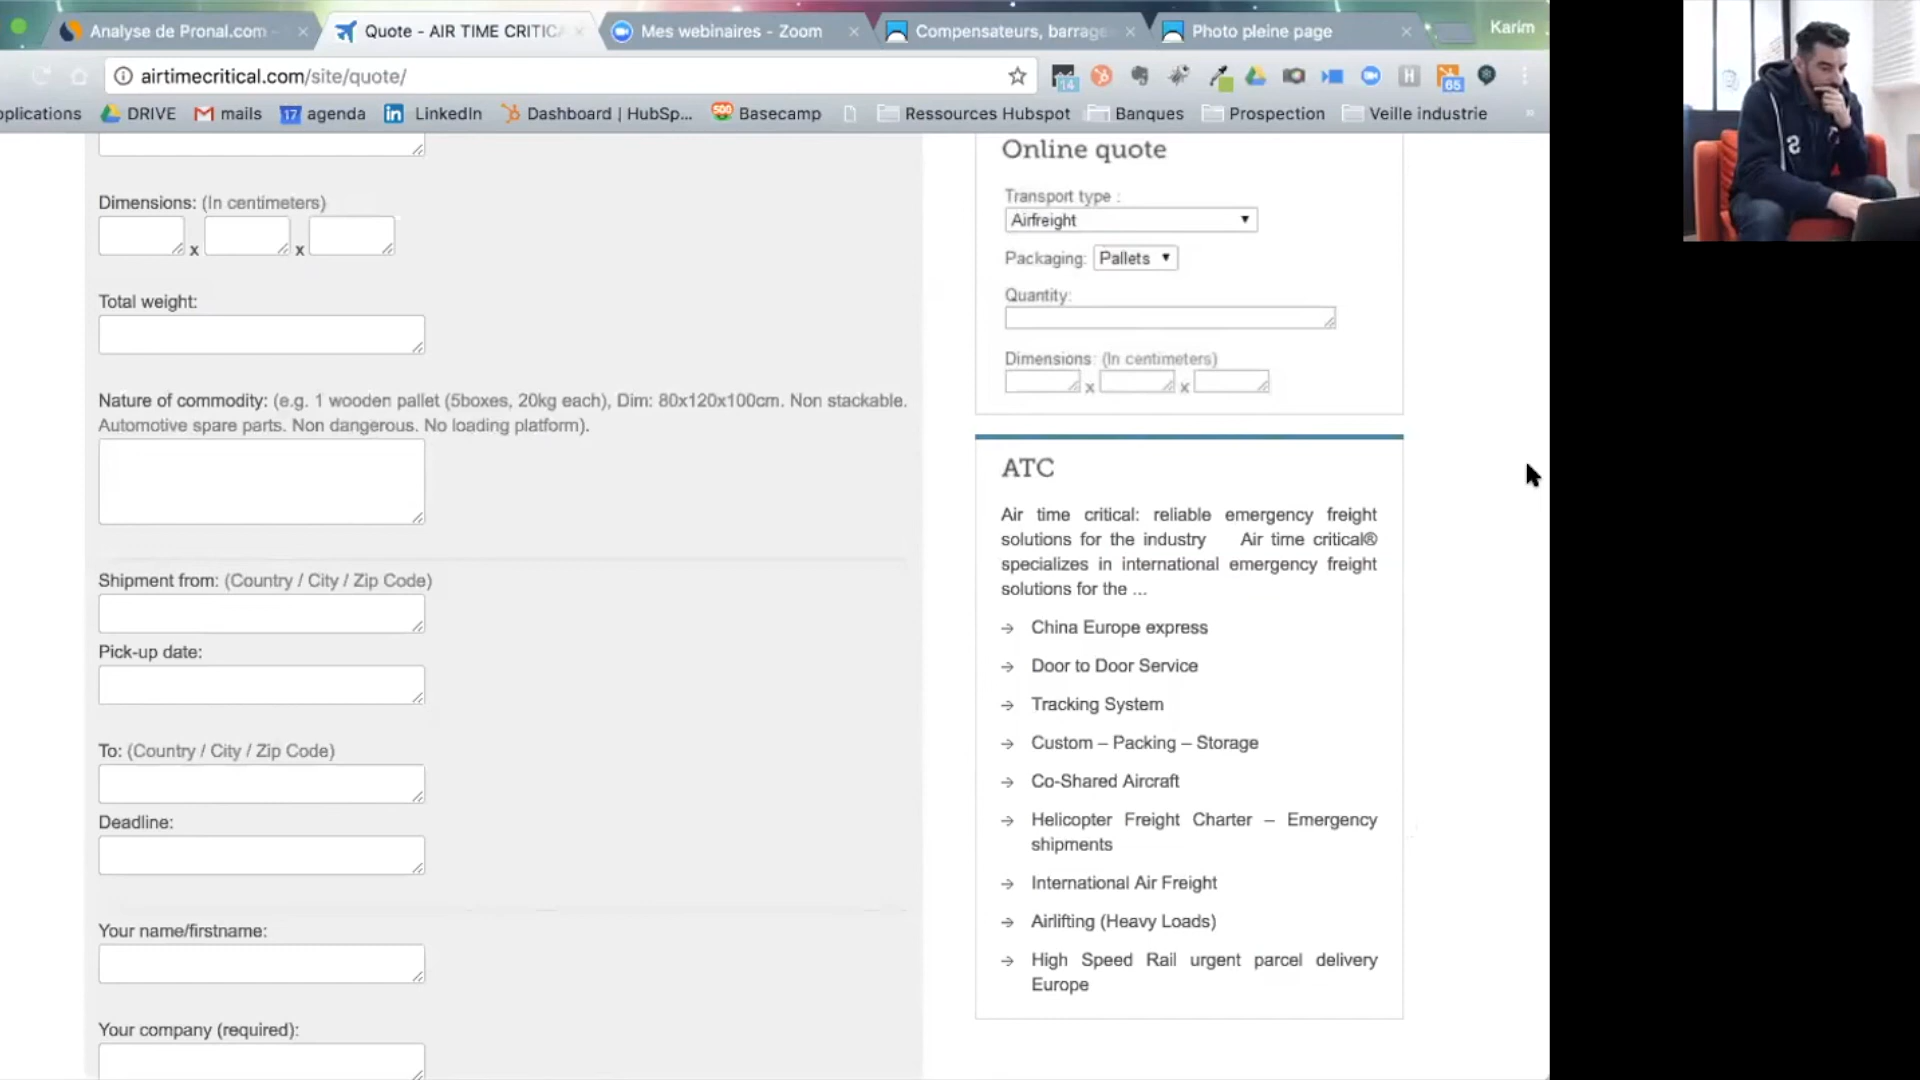 Analyse de Pronal.com
Quote - AIR TIME CRITICA
Mes webinaires - Zoom
Compensateurs, barrage
Photo pleine page
Karim
airtimecritical.com/site/quote/
14
65
pplications
DRIVE
mails
17 agenda
LinkedIn
Dashboard | HubSp...
Basecamp
Ressources Hubspot
Banques
Prospection
Veille industrie
»
Dimensions: (In centimeters)
x x
Total weight:
Nature of commodity: (e.g. 1 wooden pallet (5boxes, 20kg each), Dim: 80x120x100cm. Non stackable.
Automotive spare parts. Non dangerous. No loading platform).
Shipment from: (Country / City / Zip Code)
Pick-up date:
To: (Country / City / Zip Code)
Deadline:
Your name/firstname:
Your company (required):
Online quote
Transport type :
Airfreight
Packaging: Pallets
Quantity:
Dimensions: (In centimeters)
x x
ATC
Air time critical: reliable emergency freight
solutions for the industry Air time critical®
specializes in international emergency freight
solutions for the ...
China Europe express
Door to Door Service
Tracking System
Custom – Packing – Storage
Co-Shared Aircraft
Helicopter Freight Charter – Emergency
shipments
International Air Freight
Airlifting (Heavy Loads)
High Speed Rail urgent parcel delivery
Europe